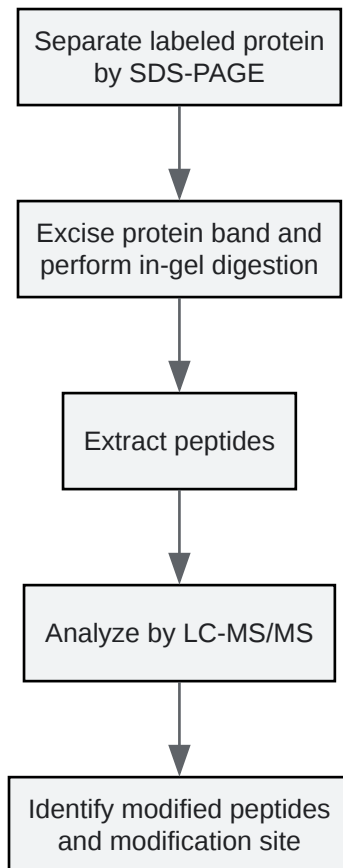 Separate labeled protein
by SDS-PAGE
Excise protein band and
perform in-gel digestion
Extract peptides
Analyze by LC-MS/MS
Identify modified peptides
and modification site